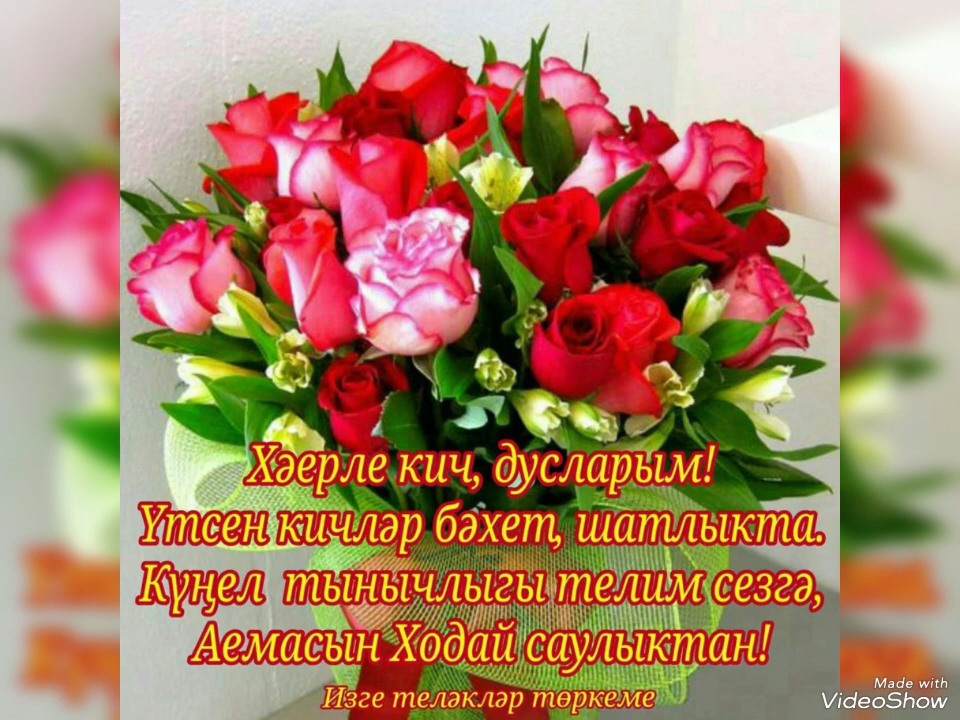 Хәерле кич, дусларым!
Үтсен кичләр бәхет, шатлыкта.
Күңел тынычлыгы телим сезгә,
Аемасын Ходай саулыктан!
Изге теләкләр төркеме
Made with
VideoShow